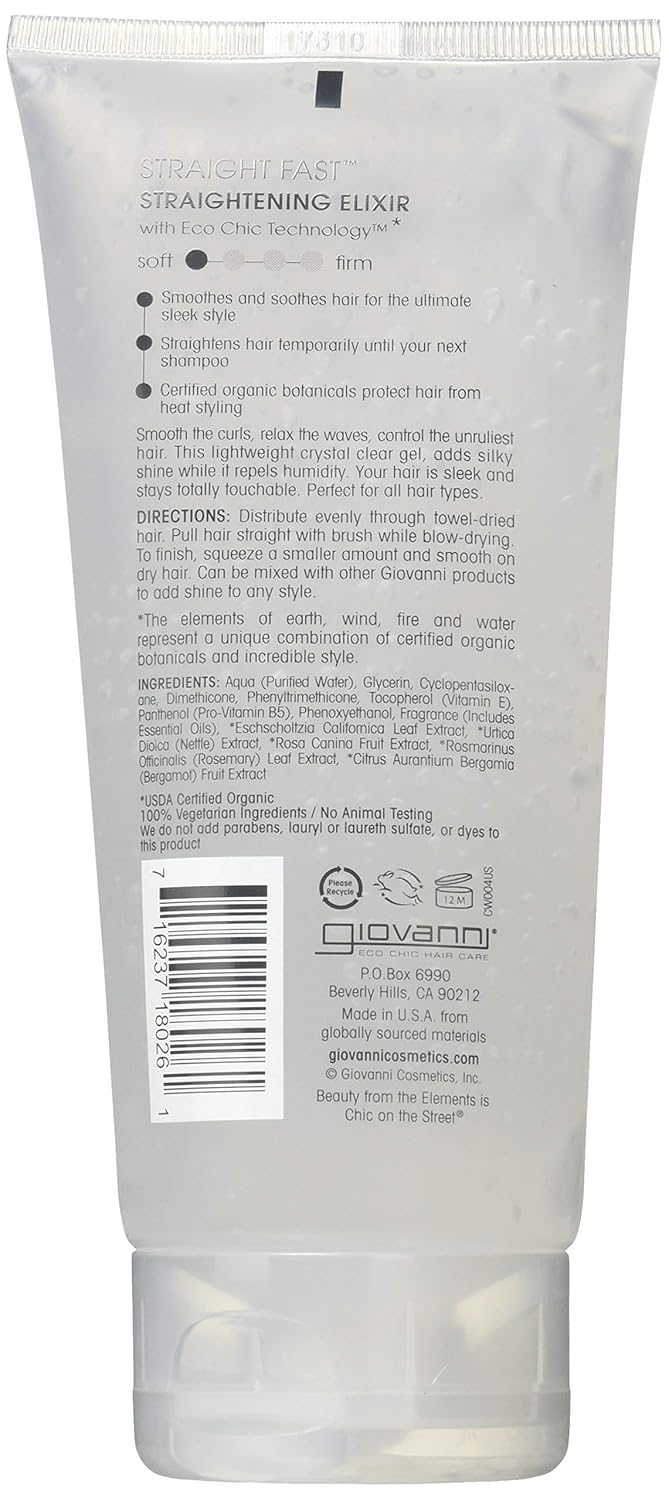 17310
STRAIGHT FAST™
STRAIGHTENING ELIXIR
with Eco Chic Technology™*
soft firm
Smoothes and soothes hair for the ultimate
sleek style
Straightens hair temporarily until your next
shampoo
Certified organic botanicals protect hair from
heat styling
Smooth the curls, relax the waves, control the unruliest
hair. This lightweight crystal clear gel, adds silky
shine while it repels humidity. Your hair is sleek and
stays totally touchable. Perfect for all hair types.
DIRECTIONS: Distribute evenly through towel-dried
hair. Pull hair straight with brush while blow-drying.
To finish, squeeze a smaller amount and smooth on
dry hair. Can be mixed with other Giovanni products
to add shine to any style.
*The elements of earth, wind, fire and water
represent a unique combination of certified organic
botanicals and incredible style.
INGREDIENTS: Aqua (Purified Water), Glycerin, Cyclopentasilox-
ane, Dimethicone, Phenyltrimethicone, Tocopherol (Vitamin E),
Panthenol (Pro-Vitamin B5), Phenoxyethanol, Fragrance (Includes
Essential Oils), *Eschscholtzia Californica Leaf Extract, *Urtica
Dioica (Nettle) Extract, *Rosa Canina Fruit Extract, *Rosmarinus
Officinalis (Rosemary) Leaf Extract, *Citrus Aurantium Bergamia
(Bergamot) Fruit Extract
*USDA Certified Organic
100% Vegetarian Ingredients / No Animal Testing
We do not add parabens, lauryl or laureth sulfate, or dyes to
this product
7 16237 18026 1
Please
Recycle
12 M
CW004US
giovanni®
ECO CHIC HAIR CARE
P.O.Box 6990
Beverly Hills, CA 90212
Made in U.S.A. from
globally sourced materials
giovannicosmetics.com
© Giovanni Cosmetics, Inc.
Beauty from the Elements is
Chic on the Street®